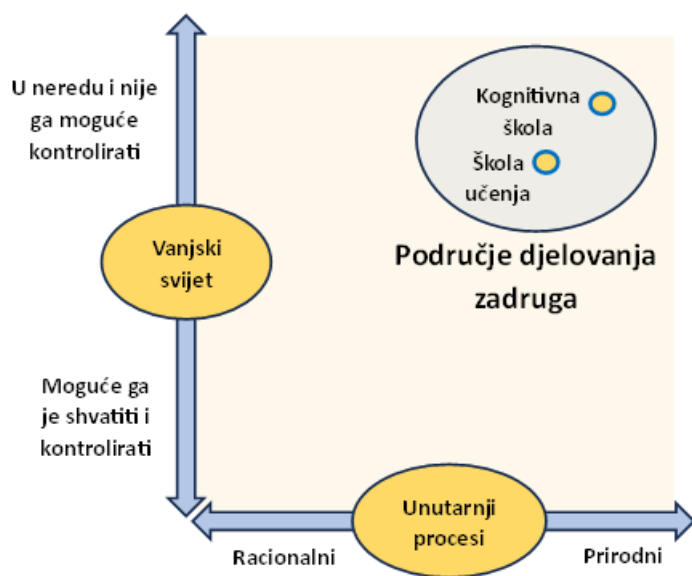 U neredu i nije
ga moguće
kontrolirati
Kognitivna
škola
Škola
učenja
Vanjski
svijet
Područje djelovanja
zadruga
Moguće ga
je shvatiti i
kontrolirati
Unutarnji
procesi
Racionalni
Prirodni